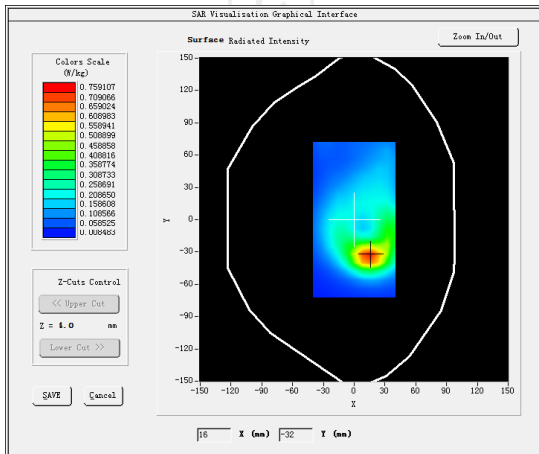 SAR Visualisation Graphical Interface
Surface Radiated Intensity
Zoom In/Out
Colors Scale
(W/kg)
0.759107
0.709066
0.659024
0.608983
0.558941
0.508899
0.458858
0.408816
0.358774
0.308733
0.258691
0.208650
0.158608
0.108566
0.058525
0.008483
Z-Cuts Control
<< Upper Cut
Z = 4.0 mm
Lower Cut >>
SAVE
Cancel
150
120
90
60
30
0
-30
-60
-90
-120
-150
Y
-150 -120 -90 -60 -30 0 30 60 90 120 150
X
16 X (mm) -32 Y (mm)